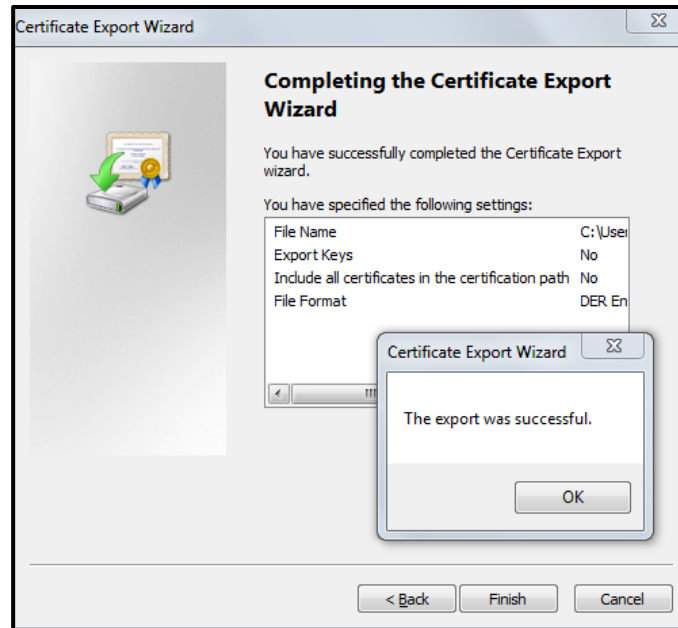 Certificate Export Wizard
Completing the Certificate Export
Wizard
You have successfully completed the Certificate Export
wizard.
You have specified the following settings:
File Name C:\User
Export Keys No
Include all certificates in the certification path No
File Format DER En
Certificate Export Wizard
The export was successful.
OK
< Back Finish Cancel